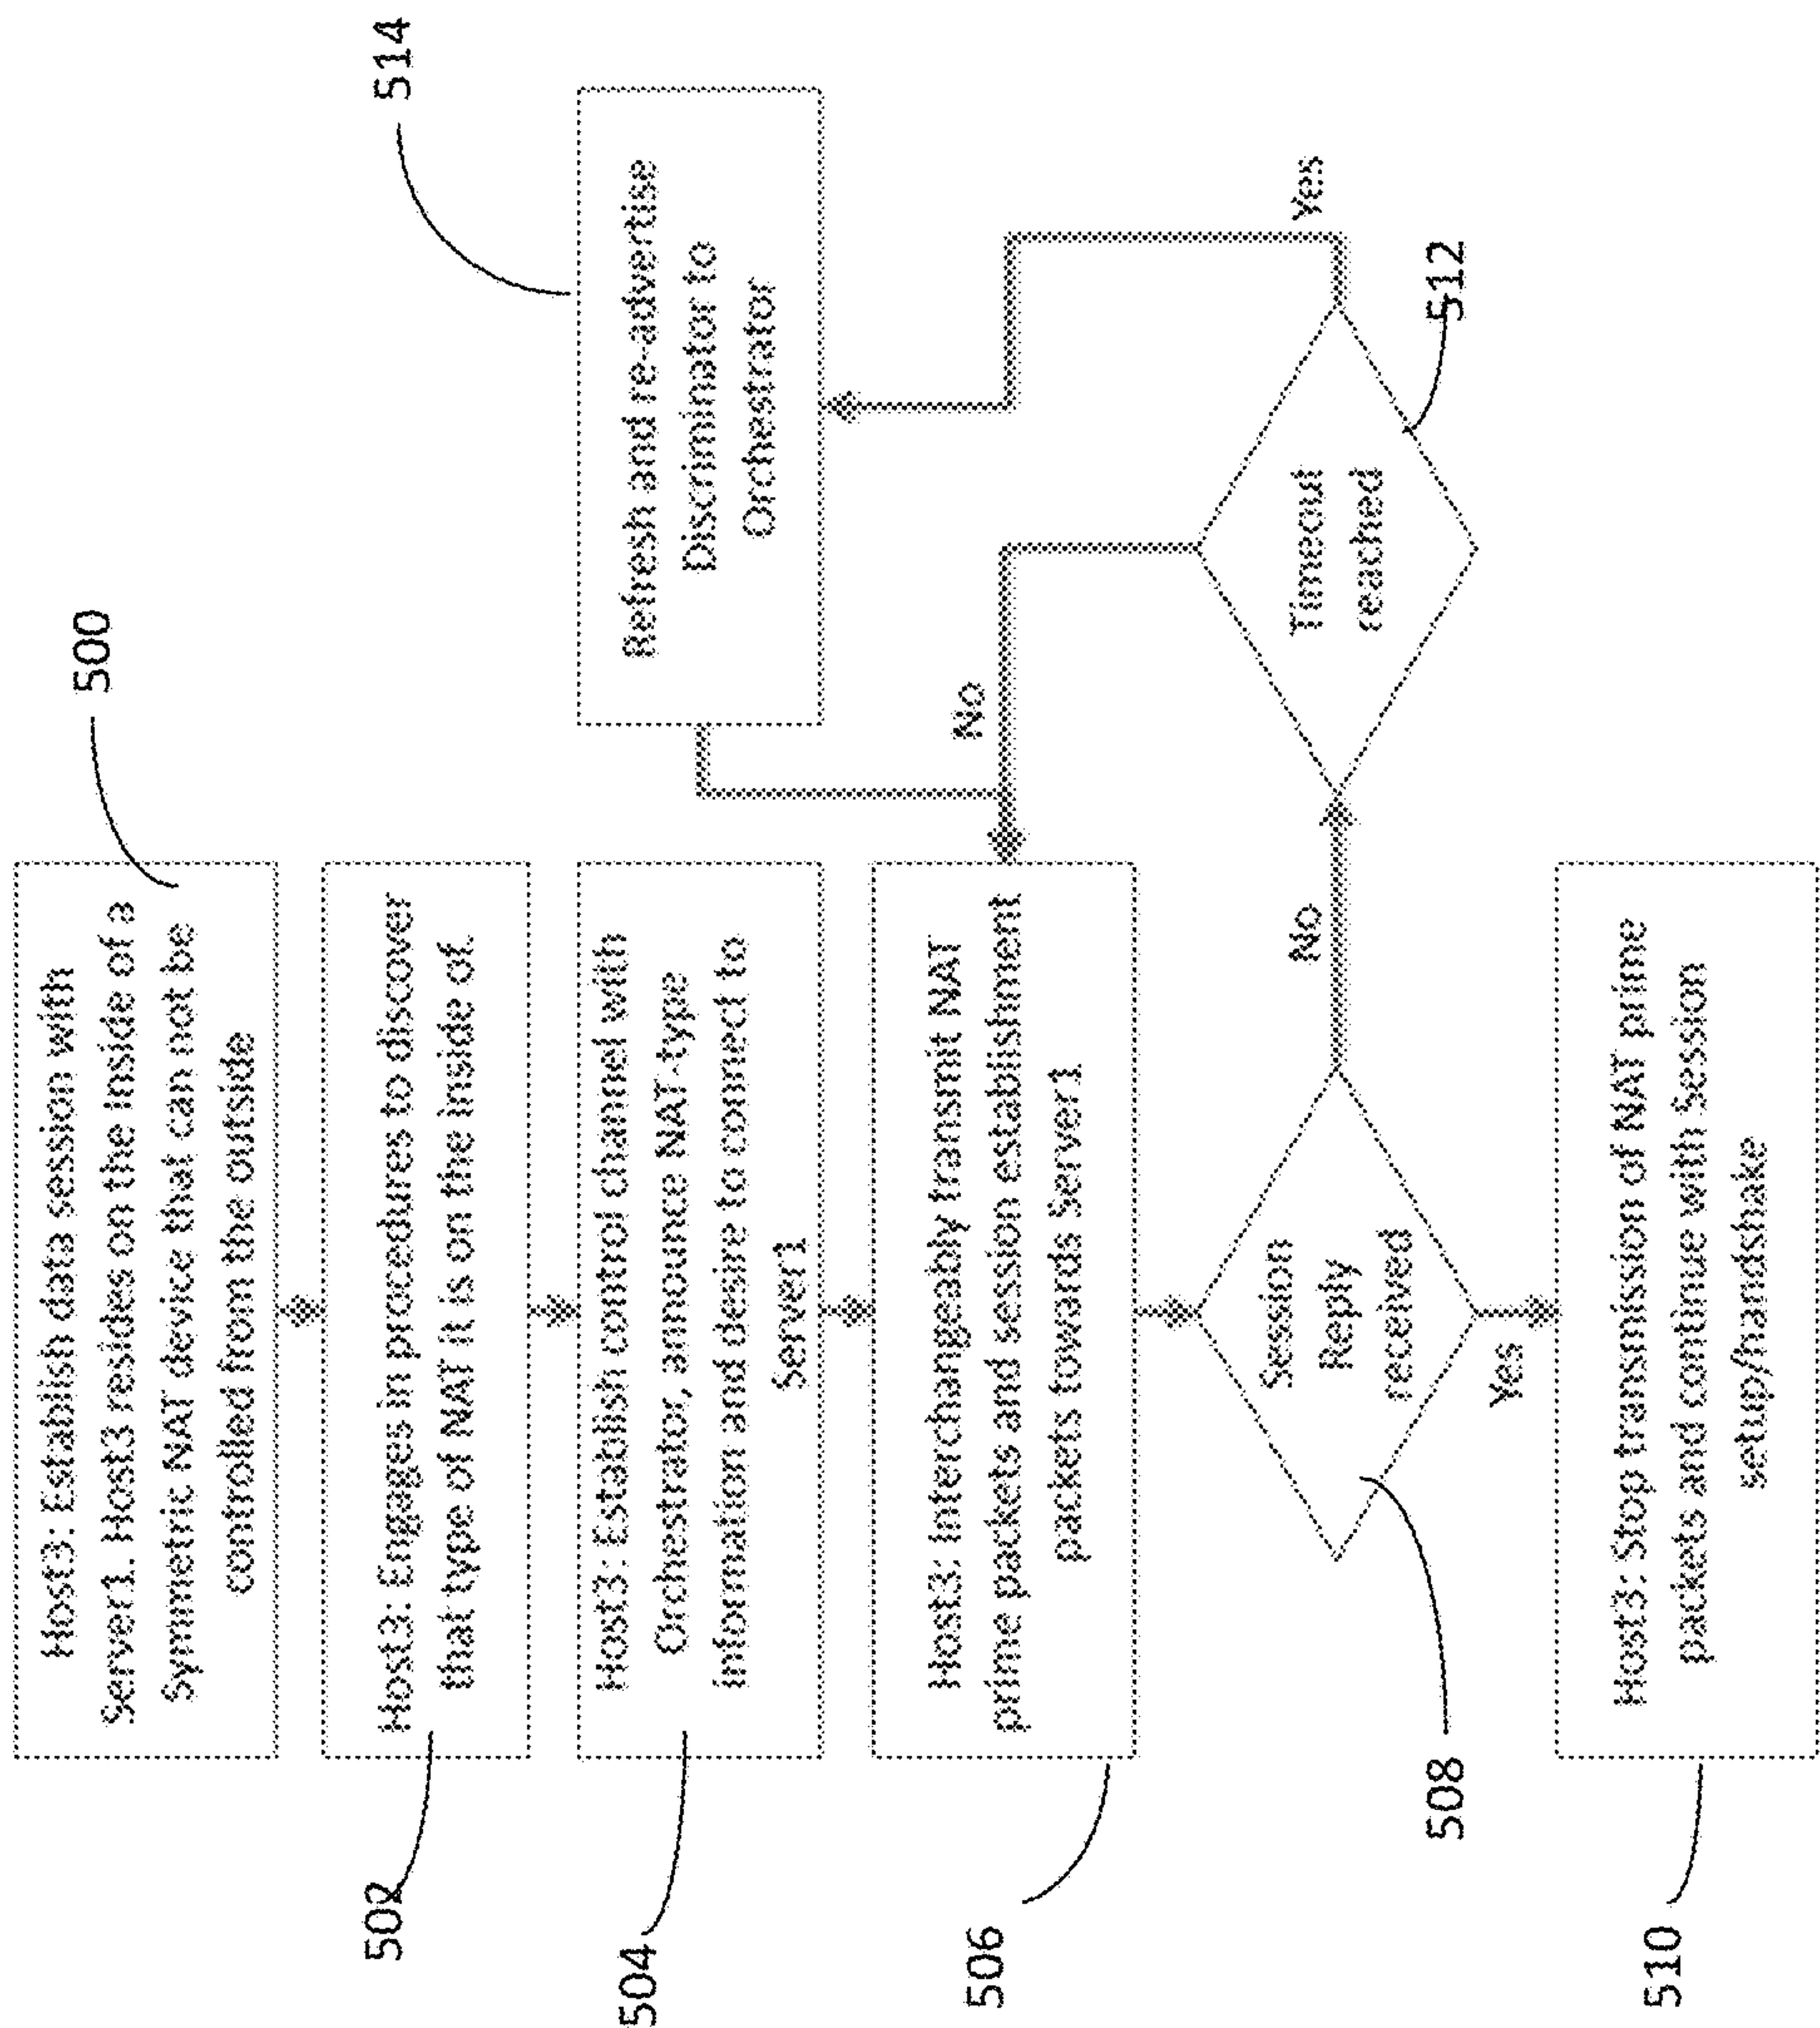 500
Host3: Establish data session with
Server1. Host3 resides on the inside of a
Symmetric NAT device that can not be
controlled from the outside
502
Host3: Engages in procedures to discover
that type of NAT it is on the inside of.
504
Host3: Establish control channel with
Orchestrator, announce NAT-type
information and desire to connect to
Server1
514
Refresh and re-advertise
Discriminator to
Orchestrator
506
Host3: Interchangeably transmit NAT
prime packets and session establishment
packets towards Server1
No
508
Session
Reply
received
No
Timeout
reached
Yes
512
Yes
510
Host3: Stop transmission of NAT prime
packets and continue with Session
setup/handshake